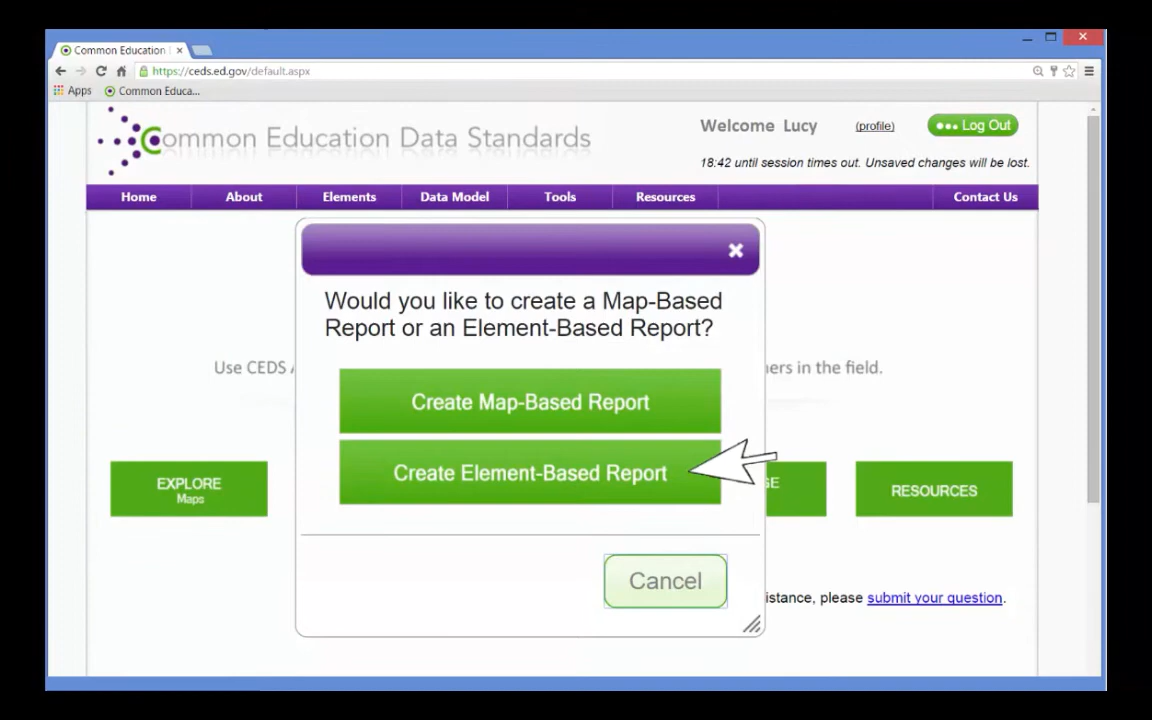 Common Education
https://ceds.ed.gov/default.aspx
Apps Common Educa...
Common Education Data Standards
Welcome Lucy (profile) Log Out
18:42 until session times out. Unsaved changes will be lost.
Home About Elements Data Model Tools Resources Contact Us
Would you like to create a Map-Based
Report or an Element-Based Report?
Use CEDS ers in the field.
Create Map-Based Report
Create Element-Based Report
EXPLORE
Maps
RESOURCES
Cancel
istance, please submit your question.